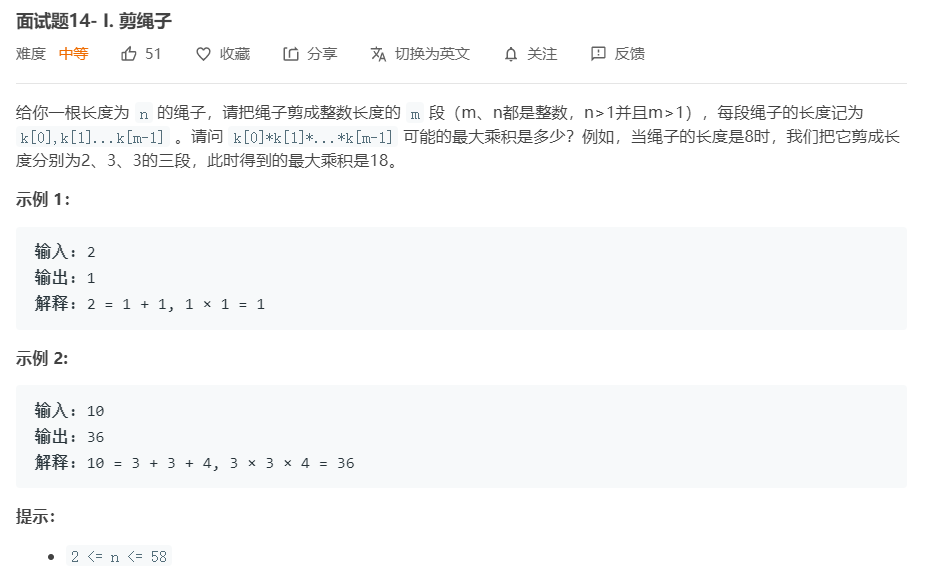 面试题14- I. 剪绳子
难度 中等 51 收藏 分享 切换为英文 关注 反馈
给你一根长度为 n 的绳子，请把绳子剪成整数长度的 m 段（m、n都是整数，n>1并且m>1），每段绳子的长度记为
k[0],k[1]...k[m-1] 。请问 k[0]*k[1]*...*k[m-1] 可能的最大乘积是多少？例如，当绳子的长度是8时，我们把它剪成长
度分别为2、3、3的三段，此时得到的最大乘积是18。
示例 1：
输入: 2
输出: 1
解释: 2 = 1 + 1, 1 × 1 = 1
示例 2:
输入: 10
输出: 36
解释: 10 = 3 + 3 + 4, 3 × 3 × 4 = 36
提示：
• 2 <= n <= 58